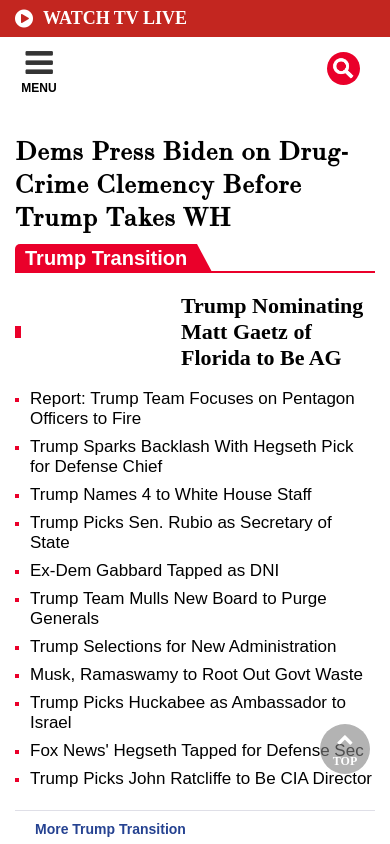 WATCH TV LIVE
MENU
Dems Press Biden on Drug-
Crime Clemency Before
Trump Takes WH
Trump Transition
Trump Nominating
Matt Gaetz of
Florida to Be AG
Report: Trump Team Focuses on Pentagon
Officers to Fire
Trump Sparks Backlash With Hegseth Pick
for Defense Chief
Trump Names 4 to White House Staff
Trump Picks Sen. Rubio as Secretary of
State
Ex-Dem Gabbard Tapped as DNI
Trump Team Mulls New Board to Purge
Generals
Trump Selections for New Administration
Musk, Ramaswamy to Root Out Govt Waste
Trump Picks Huckabee as Ambassador to
Israel
Fox News' Hegseth Tapped for Defense Sec
TOP
Trump Picks John Ratcliffe to Be CIA Director
More Trump Transition